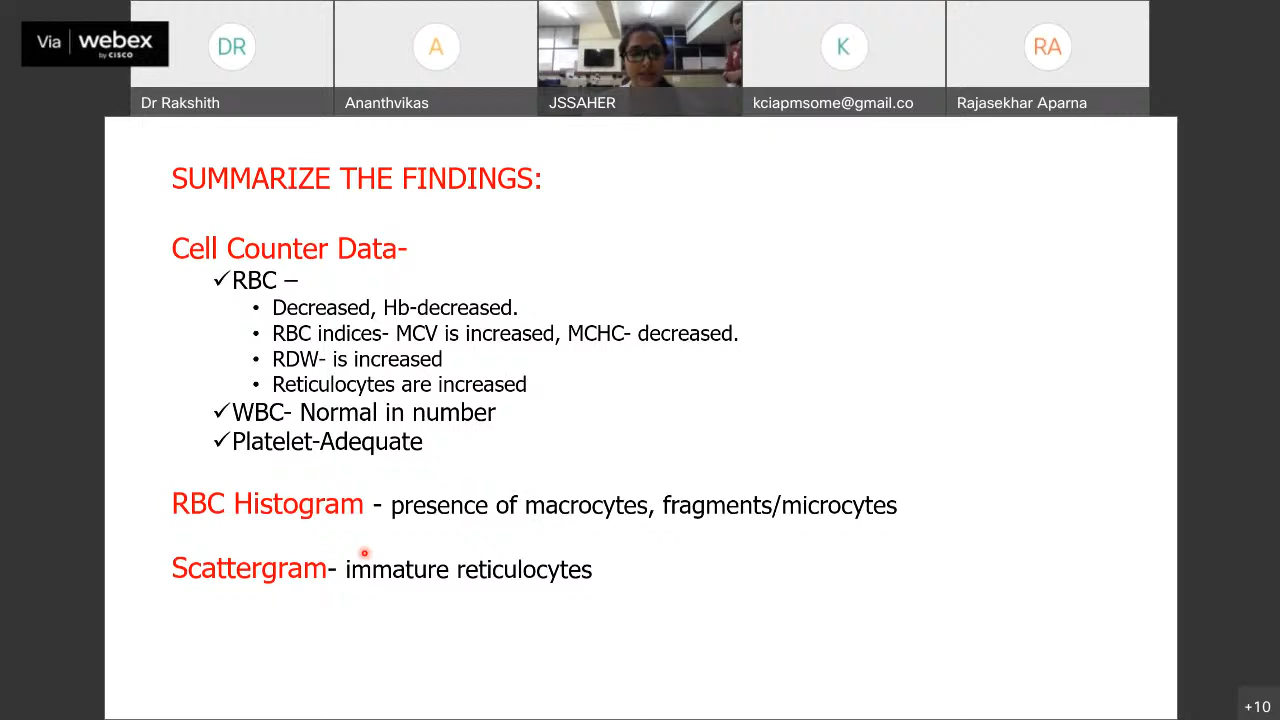 Via webex
by CISCO
DR
A
K
RA
Dr Rakshith
Ananthvikas
JSSAHER
kciapmsome@gmail.co
Rajasekhar Aparna
SUMMARIZE THE FINDINGS:
Cell Counter Data-
✓RBC –
• Decreased, Hb-decreased.
• RBC indices- MCV is increased, MCHC- decreased.
• RDW- is increased
• Reticulocytes are increased
✓WBC- Normal in number
✓Platelet-Adequate
RBC Histogram - presence of macrocytes, fragments/microcytes
Scattergram- immature reticulocytes
+10